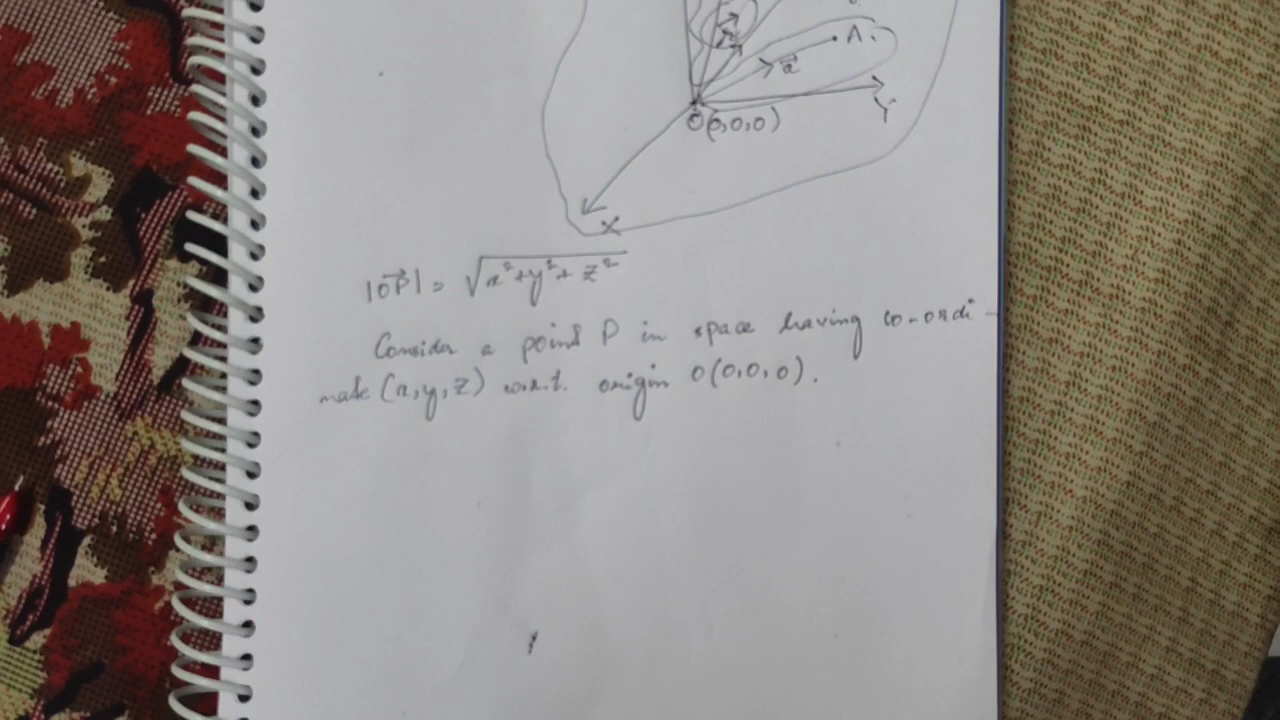 A.
a⃗
Y
O(0,0,0)
X
|OP⃗| = √x²+y²+z²
Consider a point P in space having co-ordi-
nate (x,y,z) w.r.t. origin O(0,0,0).